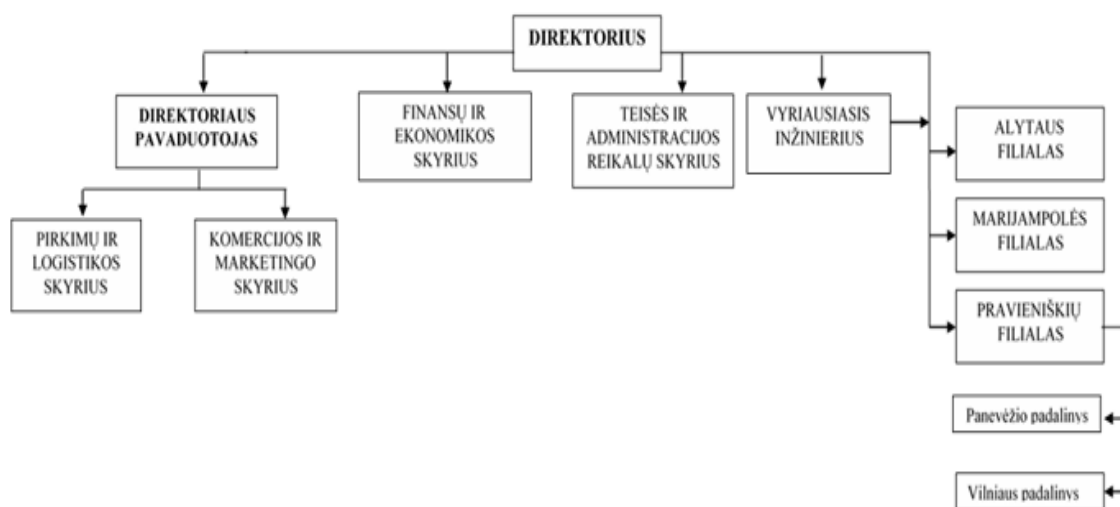 DIREKTORIUS
DIREKTORIAUS
PAVADUOTOJAS
FINANSŲ IR
EKONOMIKOS
SKYRIUS
TEISĖS IR
ADMINISTRACIJOS
REIKALŲ SKYRIUS
VYRIAUSIASIS
INŽINIERIUS
ALYTAUS
FILIALAS
PIRKIMŲ IR
LOGISTIKOS
SKYRIUS
KOMERCIJOS IR
MARKETINGO
SKYRIUS
MARIJAMPOLĖS
FILIALAS
PRAVIENIŠKIŲ
FILIALAS
Panevėžio padalinys
Vilniaus padalinys